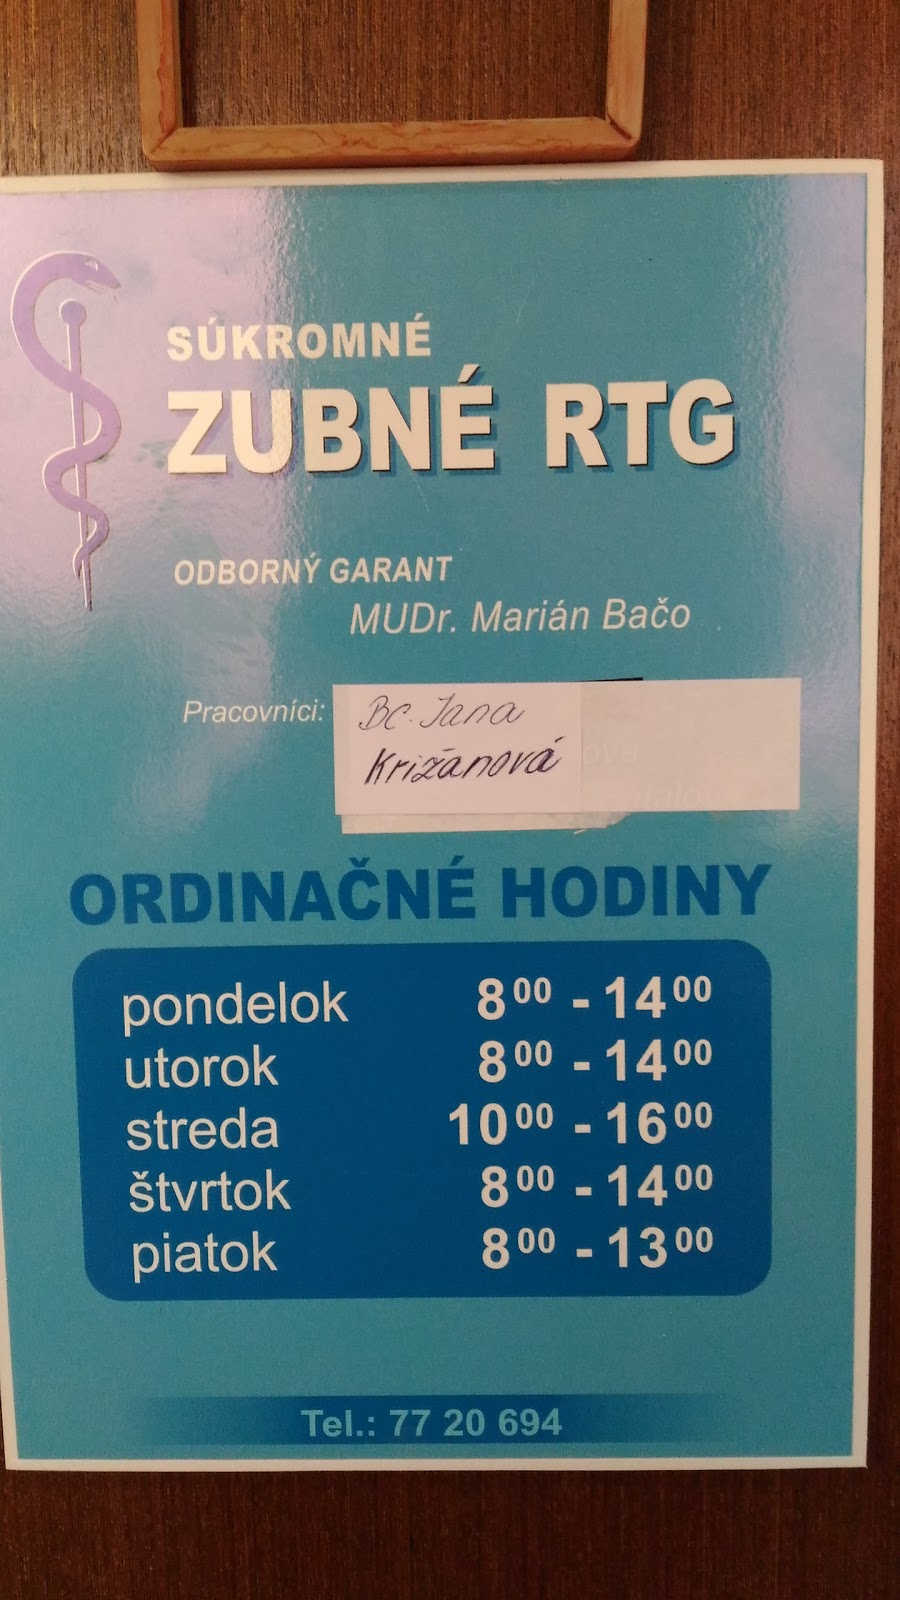 SÚKROMNÉ
ZUBNÉ RTG
ODBORNÝ GARANT
MUDr. Marián Bačo
Pracovníci: Bc. Jana
Križanová
ORDINAČNÉ HODINY
pondelok 8⁰⁰ - 14⁰⁰
utorok 8⁰⁰ - 14⁰⁰
streda 10⁰⁰ - 16⁰⁰
štvrtok 8⁰⁰ - 14⁰⁰
piatok 8⁰⁰ - 13⁰⁰
Tel.: 77 20 694